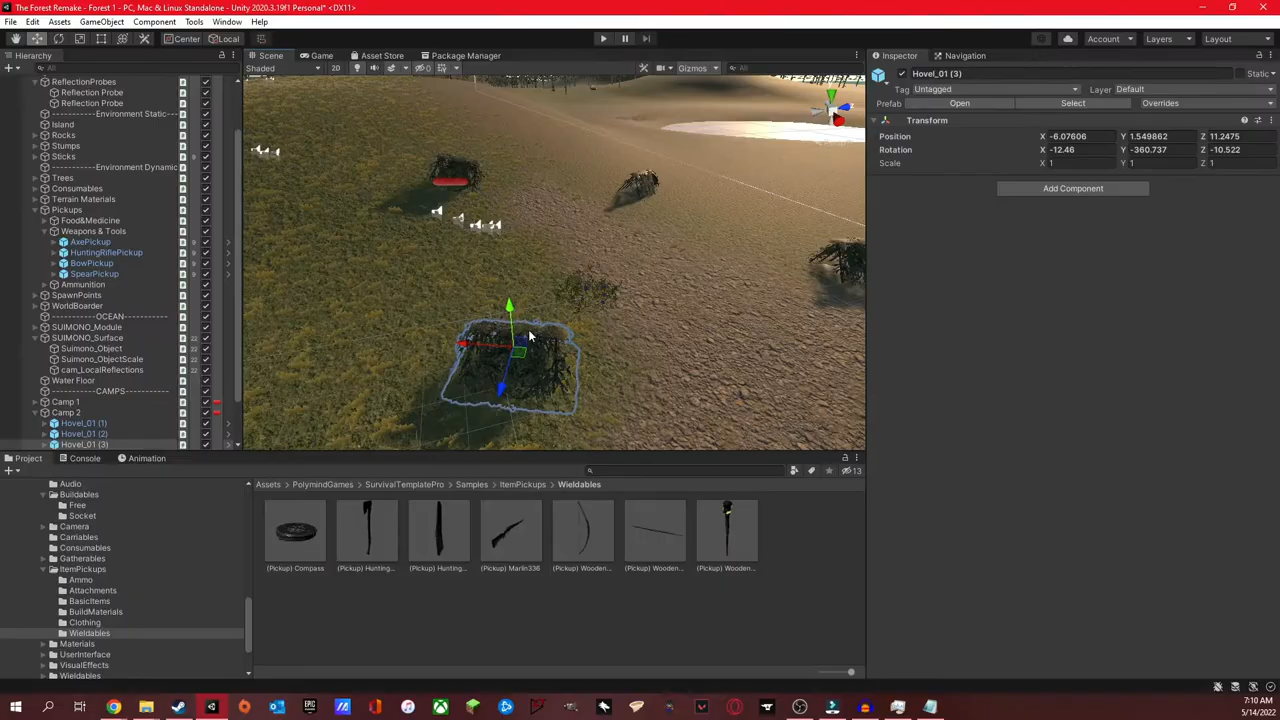 The Forest Remake - Forest 1 - PC, Mac & Linux Standalone - Unity 2020.3.19f1 Personal* <DX11>
File Edit Assets GameObject Component Tools Window Help
Center Local Account Layers Layout
Hierarchy
All
ReflectionProbes
Reflection Probe
Reflection Probe
-----------Environment Static---
Island
Rocks
Stumps
Sticks
-----------Environment Dynamic
Trees
Consumables
Terrain Materials
Pickups
Food&Medicine
Weapons & Tools
AxePickup
HuntingRiflePickup
BowPickup
SpearPickup
Ammunition
SpawnPoints
WorldBoarder
-----------OCEAN-----------
SUIMONO_Module
SUIMONO_Surface
Suimono_Object
Suimono_ObjectScale
cam_LocalReflections
Water Floor
-----------CAMPS-----------
Camp 1
Camp 2
Hovel_01 (1)
Hovel_01 (2)
Hovel_01 (3)
Scene Game Asset Store Package Manager
Shaded 2D 0 Gizmos All
Inspector Navigation
Hovel_01 (3) Static
Tag Untagged Layer Default
Prefab Open Select Overrides
Transform
Position X -6.07606 Y 1.549862 Z 11.2475
Rotation X -12.46 Y -360.737 Z -10.522
Scale X 1 Y 1 Z 1
Add Component
Project Console Animation
13
Audio
Buildables
Free
Socket
Camera
Carriables
Consumables
Gatherables
ItemPickups
Ammo
Attachments
BasicItems
BuildMaterials
Clothing
Wieldables
Materials
UserInterface
VisualEffects
Wieldables
Assets PolymindGames SurvivalTemplatePro Samples ItemPickups Wieldables
(Pickup) Compass (Pickup) Hunting... (Pickup) Hunting... (Pickup) Marlin336 (Pickup) Wooden... (Pickup) Wooden... (Pickup) Wooden...
7:10 AM
5/14/2022